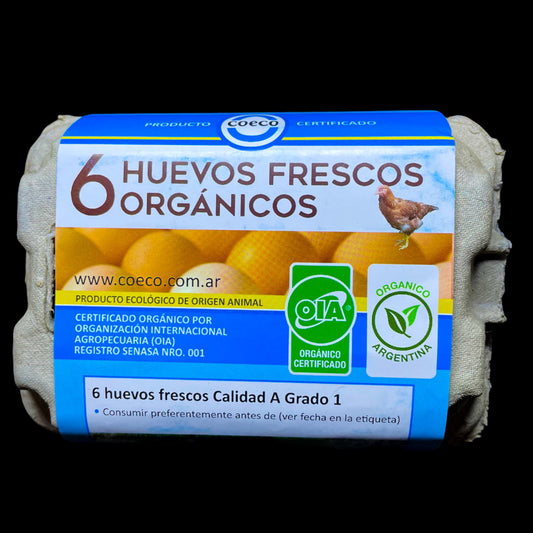 PRODUCTO coeco CERTIFICADO
6 HUEVOS FRESCOS
ORGÁNICOS
www.coeco.com.ar
PRODUCTO ECOLÓGICO DE ORIGEN ANIMAL
CERTIFICADO ORGÁNICO POR
ORGANIZACIÓN INTERNACIONAL
AGROPECUARIA (OIA)
REGISTRO SENASA NRO. 001
OIA®
ORGÁNICO
CERTIFICADO
ORGANICO
ARGENTINA
6 huevos frescos Calidad A Grado 1
• Consumir preferentemente antes de (ver fecha en la etiqueta)